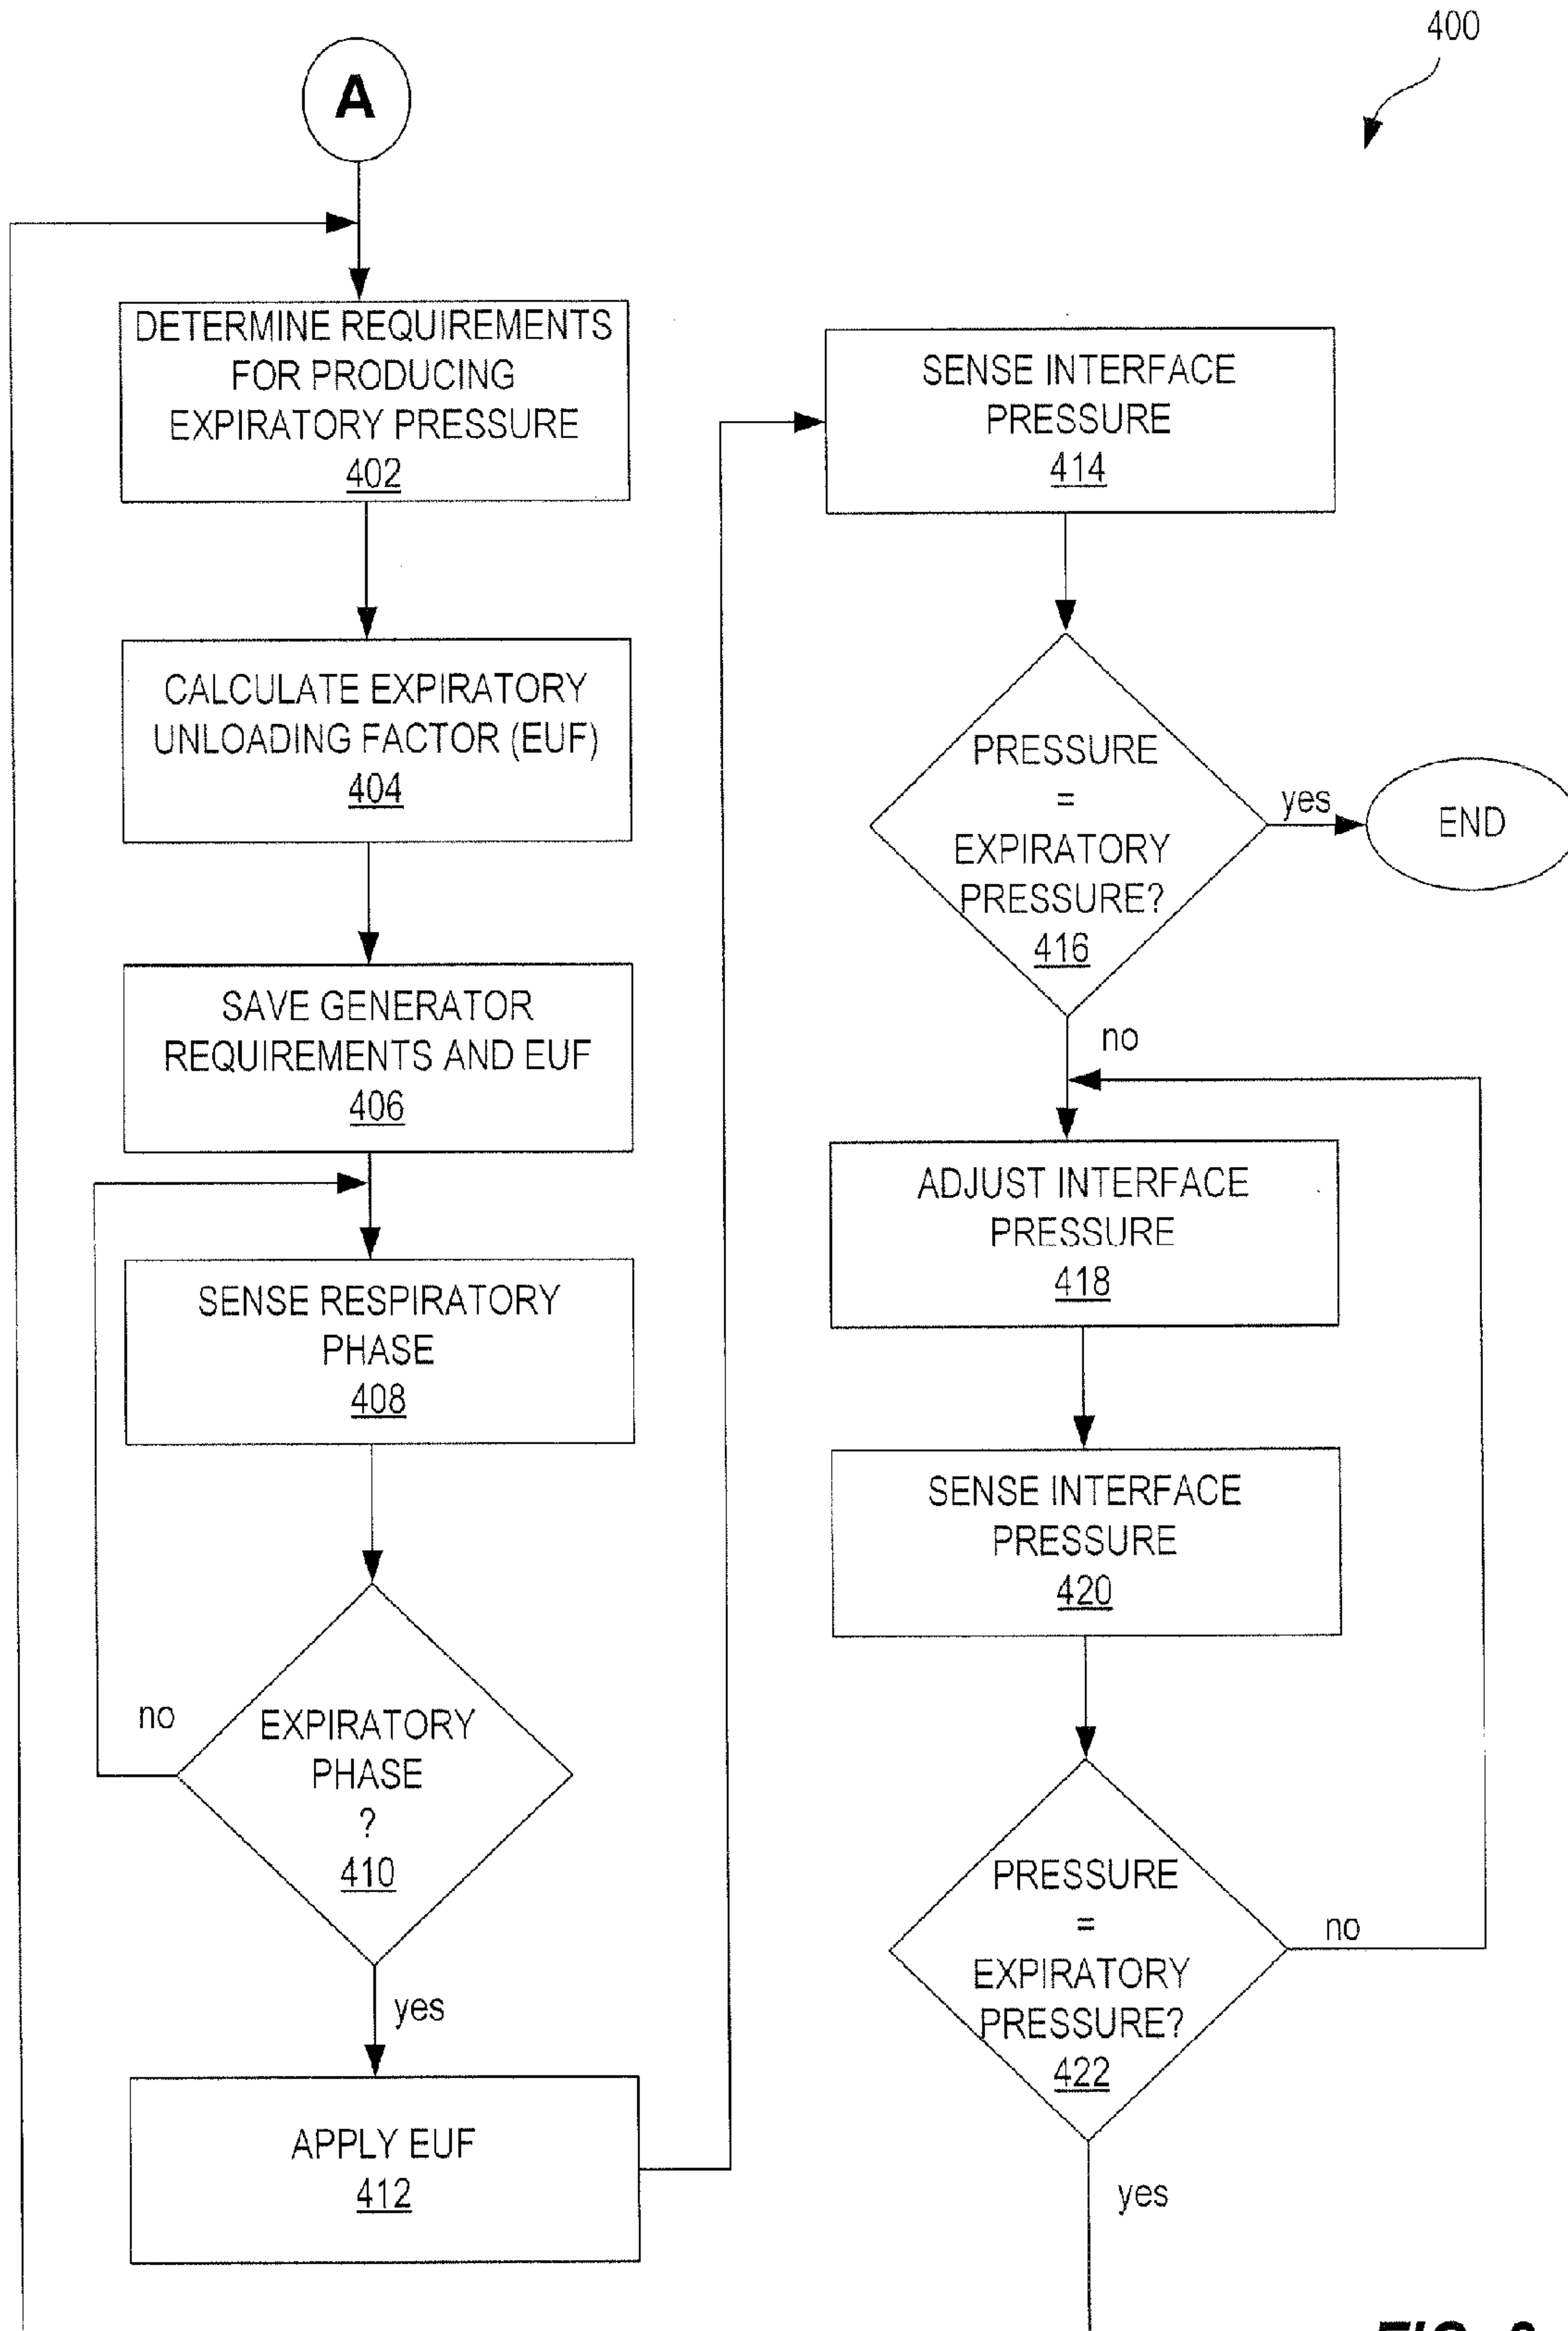 400
A
DETERMINE REQUIREMENTS
FOR PRODUCING
EXPIRATORY PRESSURE
402
CALCULATE EXPIRATORY
UNLOADING FACTOR (EUF)
404
SAVE GENERATOR
REQUIREMENTS AND EUF
406
SENSE RESPIRATORY
PHASE
408
no
EXPIRATORY
PHASE
?
410
yes
APPLY EUF
412
SENSE INTERFACE
PRESSURE
414
PRESSURE
=
EXPIRATORY
PRESSURE?
416
yes
END
no
ADJUST INTERFACE
PRESSURE
418
SENSE INTERFACE
PRESSURE
420
PRESSURE
=
EXPIRATORY
PRESSURE?
422
no
yes